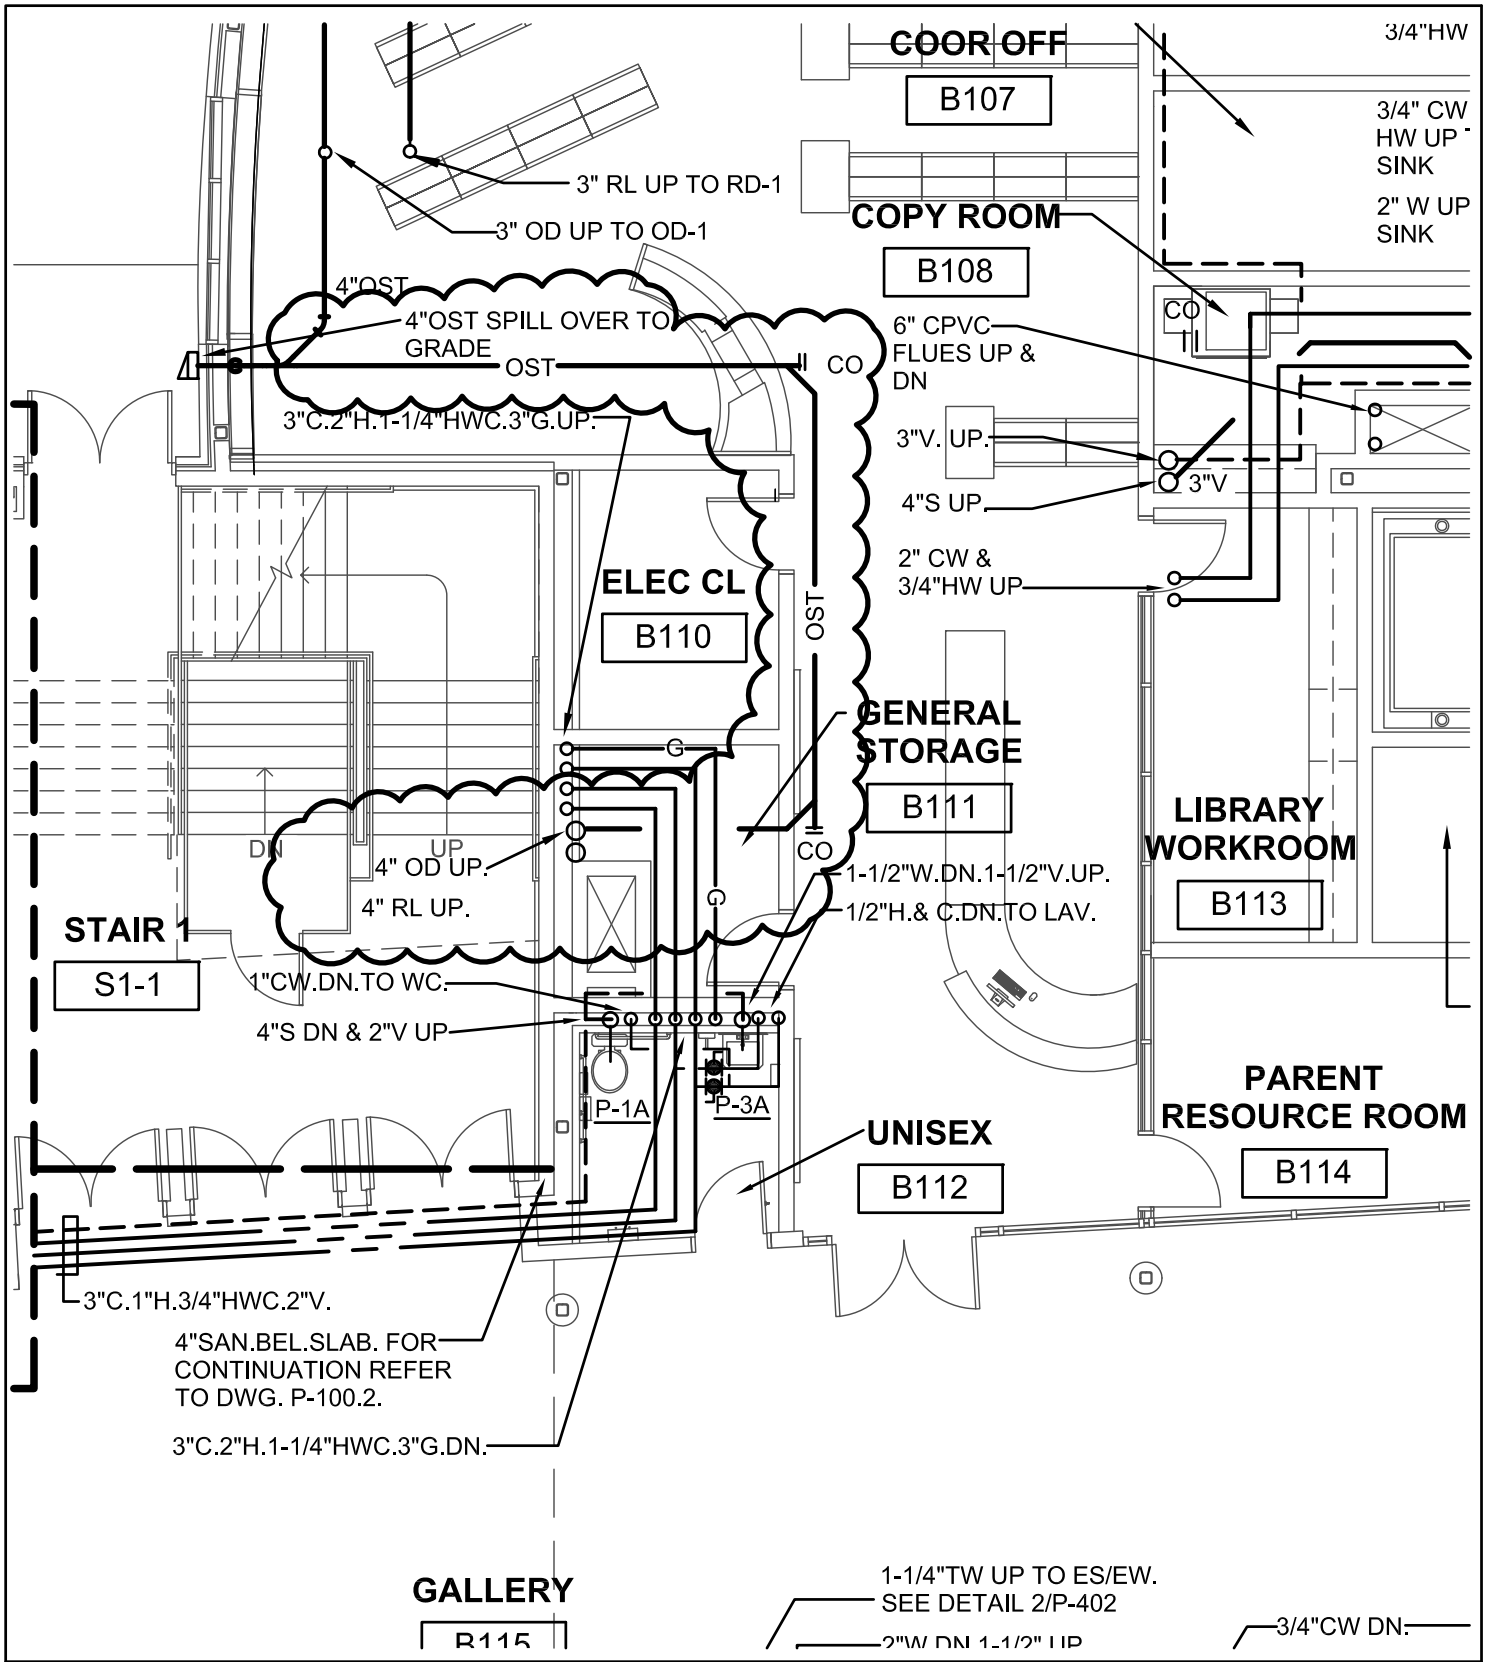 COOR OFF
B107
3/4"HW
3/4" CW
HW UP
SINK
2" W UP
SINK
3" RL UP TO RD-1
3" OD UP TO OD-1
COPY ROOM
B108
4"OST
4"OST SPILL OVER TO
GRADE
OST
CO
6" CPVC
FLUES UP &
DN
CO
3"C.2"H.1-1/4"HWC.3"G.UP.
3"V. UP.
3"V
4"S UP.
ELEC CL
B110
2" CW &
3/4"HW UP
OST
GENERAL
STORAGE
B111
G
LIBRARY
WORKROOM
B113
DN
UP
4" OD UP.
4" RL UP.
CO
1-1/2"W.DN.1-1/2"V.UP.
1/2"H.& C.DN.TO LAV.
G
STAIR 1
S1-1
1"CW.DN.TO WC.
4"S DN & 2"V UP
P-1A
P-3A
UNISEX
B112
PARENT
RESOURCE ROOM
B114
3"C.1"H.3/4"HWC.2"V.
4"SAN.BEL.SLAB. FOR
CONTINUATION REFER
TO DWG. P-100.2.
3"C.2"H.1-1/4"HWC.3"G.DN.
GALLERY
B115
1-1/4"TW UP TO ES/EW.
SEE DETAIL 2/P-402
2"W DN 1-1/2" UP
3/4"CW DN.